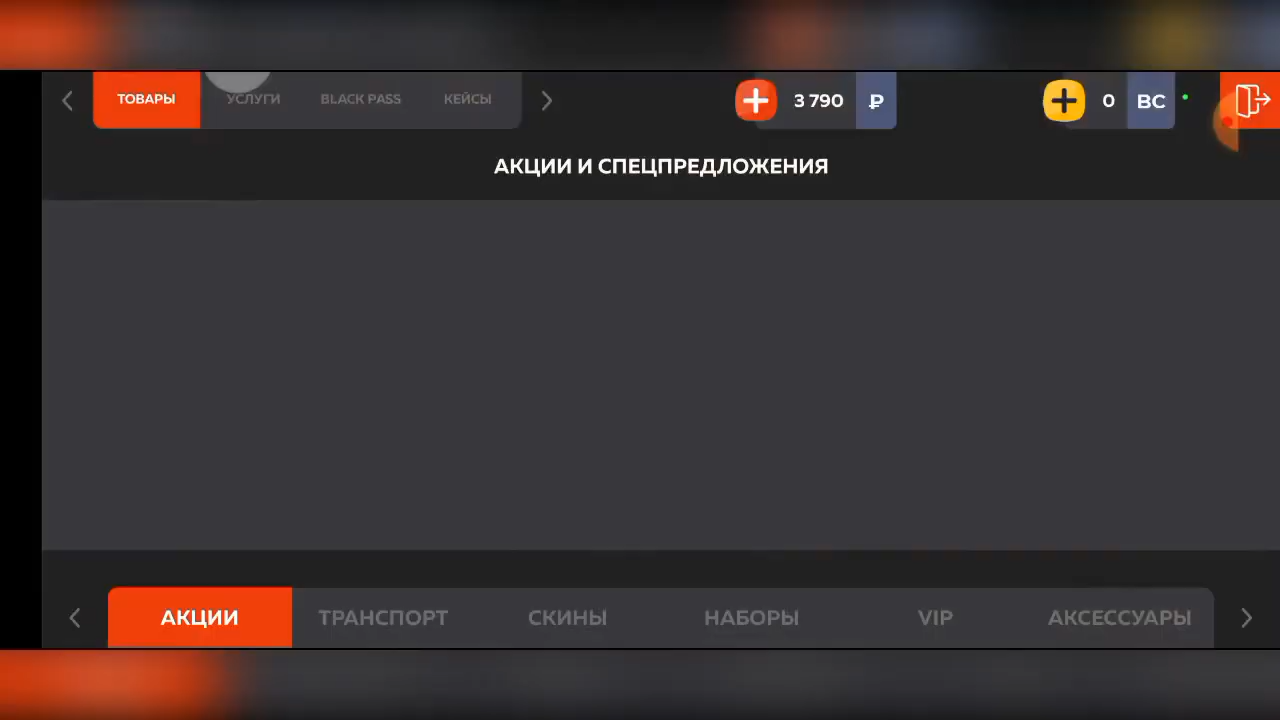 ТОВАРЫ УСЛУГИ BLACK PASS КЕЙСЫ 3 790 ₽ 0 BC
АКЦИИ И СПЕЦПРЕДЛОЖЕНИЯ
АКЦИИ ТРАНСПОРТ СКИНЫ НАБОРЫ VIP АКСЕССУАРЫ